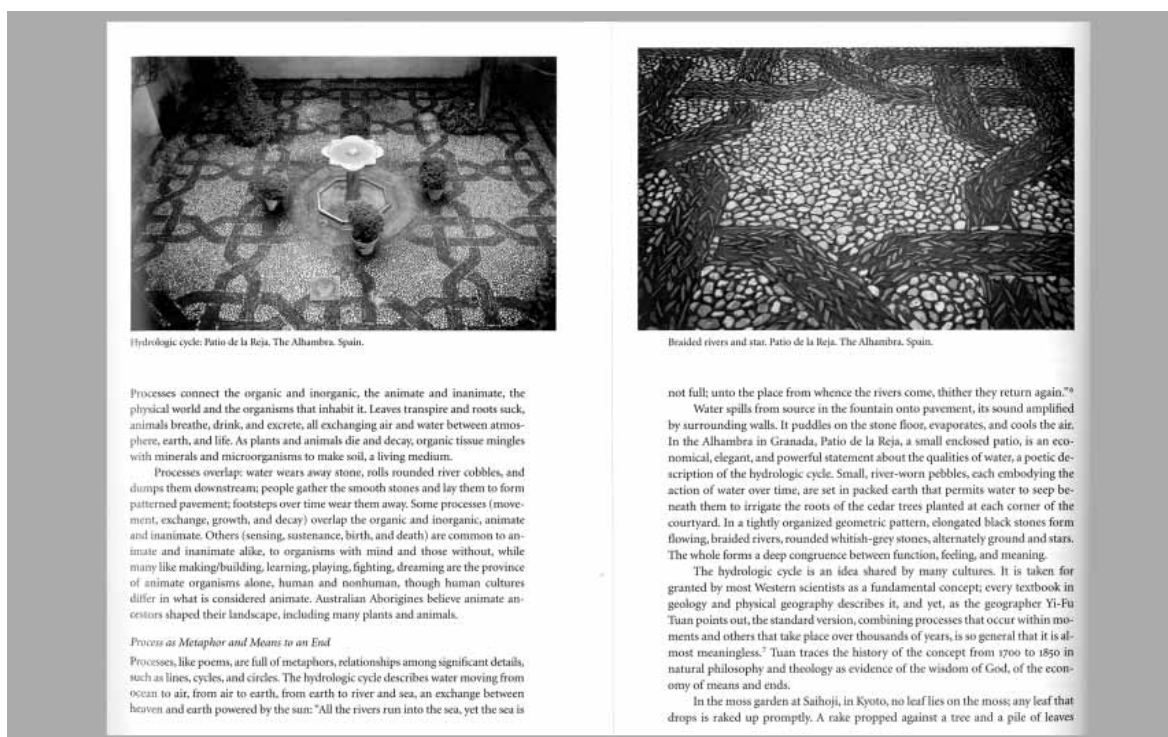 Hydrologic cycle: Patio de la Reja. The Alhambra. Spain.
Processes connect the organic and inorganic, the animate and inanimate, the
physical world and the organisms that inhabit it. Leaves transpire and roots suck,
animals breathe, drink, and excrete, all exchanging air and water between atmos-
phere, earth, and life. As plants and animals die and decay, organic tissue mingles
with minerals and microorganisms to make soil, a living medium.
Processes overlap: water wears away stone, rolls rounded river cobbles, and
dumps them downstream; people gather the smooth stones and lay them to form
patterned pavement; footsteps over time wear them away. Some processes (move-
ment, exchange, growth, and decay) overlap the organic and inorganic, animate
and inanimate. Others (sensing, sustenance, birth, and death) are common to an-
imate and inanimate alike, to organisms with mind and those without, while
many like making/building, learning, playing, fighting, dreaming are the province
of animate organisms alone, human and nonhuman, though human cultures
differ in what is considered animate. Australian Aborigines believe animate an-
cestors shaped their landscape, including many plants and animals.
Process as Metaphor and Means to an End
Processes, like poems, are full of metaphors, relationships among significant details,
such as lines, cycles, and circles. The hydrologic cycle describes water moving from
ocean to air, from air to earth, from earth to river and sea, an exchange between
heaven and earth powered by the sun: "All the rivers run into the sea, yet the sea is
Braided rivers and star. Patio de la Reja. The Alhambra. Spain.
not full; unto the place from whence the rivers come, thither they return again."⁶
Water spills from source in the fountain onto pavement, its sound amplified
by surrounding walls. It puddles on the stone floor, evaporates, and cools the air.
In the Alhambra in Granada, Patio de la Reja, a small enclosed patio, is an eco-
nomical, elegant, and powerful statement about the qualities of water, a poetic de-
scription of the hydrologic cycle. Small, river-worn pebbles, each embodying the
action of water over time, are set in packed earth that permits water to seep be-
neath them to irrigate the roots of the cedar trees planted at each corner of the
courtyard. In a tightly organized geometric pattern, elongated black stones form
flowing, braided rivers, rounded whitish-grey stones, alternately ground and stars.
The whole forms a deep congruence between function, feeling, and meaning.
The hydrologic cycle is an idea shared by many cultures. It is taken for
granted by most Western scientists as a fundamental concept; every textbook in
geology and physical geography describes it, and yet, as the geographer Yi-Fu
Tuan points out, the standard version, combining processes that occur within mo-
ments and others that take place over thousands of years, is so general that it is al-
most meaningless.⁷ Tuan traces the history of the concept from 1700 to 1850 in
natural philosophy and theology as evidence of the wisdom of God, of the econ-
omy of means and ends.
In the moss garden at Saihoji, in Kyoto, no leaf lies on the moss; any leaf that
drops is raked up promptly. A rake propped against a tree and a pile of leaves